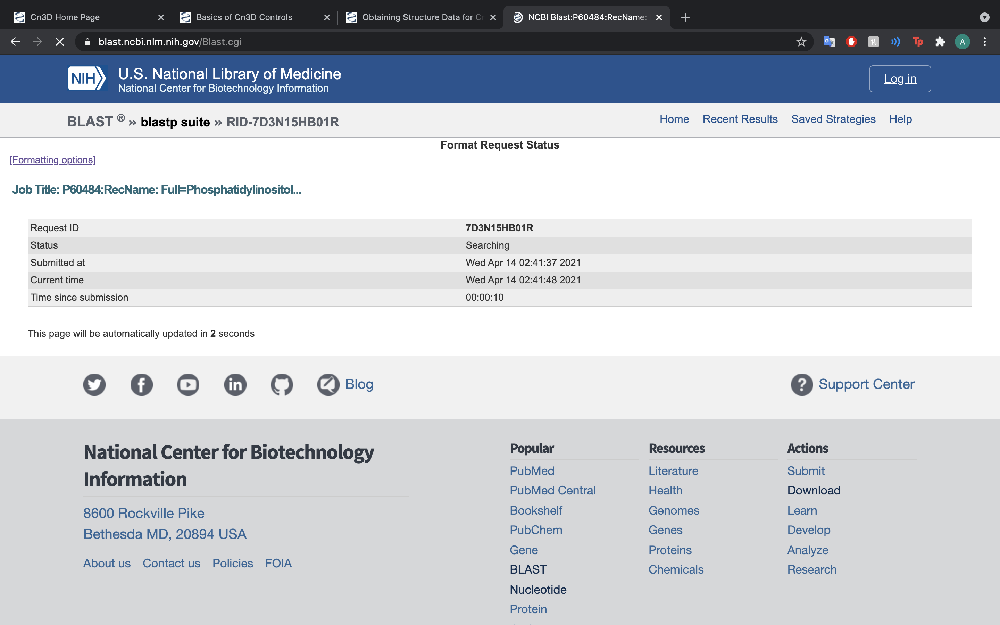 Cn3D Home Page
Basics of Cn3D Controls
Obtaining Structure Data for Cr
NCBI Blast:P60484:RecName:
blast.ncbi.nlm.nih.gov/Blast.cgi
Tp
A
NIH
U.S. National Library of Medicine
National Center for Biotechnology Information
Log in
BLAST ® » blastp suite » RID-7D3N15HB01R
Home Recent Results Saved Strategies Help
Format Request Status
[Formatting options]
Job Title: P60484:RecName: Full=Phosphatidylinositol...
Request ID 7D3N15HB01R
Status Searching
Submitted at Wed Apr 14 02:41:37 2021
Current time Wed Apr 14 02:41:48 2021
Time since submission 00:00:10
This page will be automatically updated in 2 seconds
Blog
Support Center
National Center for Biotechnology
Information
8600 Rockville Pike
Bethesda MD, 20894 USA
About us Contact us Policies FOIA
Popular
PubMed
PubMed Central
Bookshelf
PubChem
Gene
BLAST
Nucleotide
Protein
Resources
Literature
Health
Genomes
Genes
Proteins
Chemicals
Actions
Submit
Download
Learn
Develop
Analyze
Research